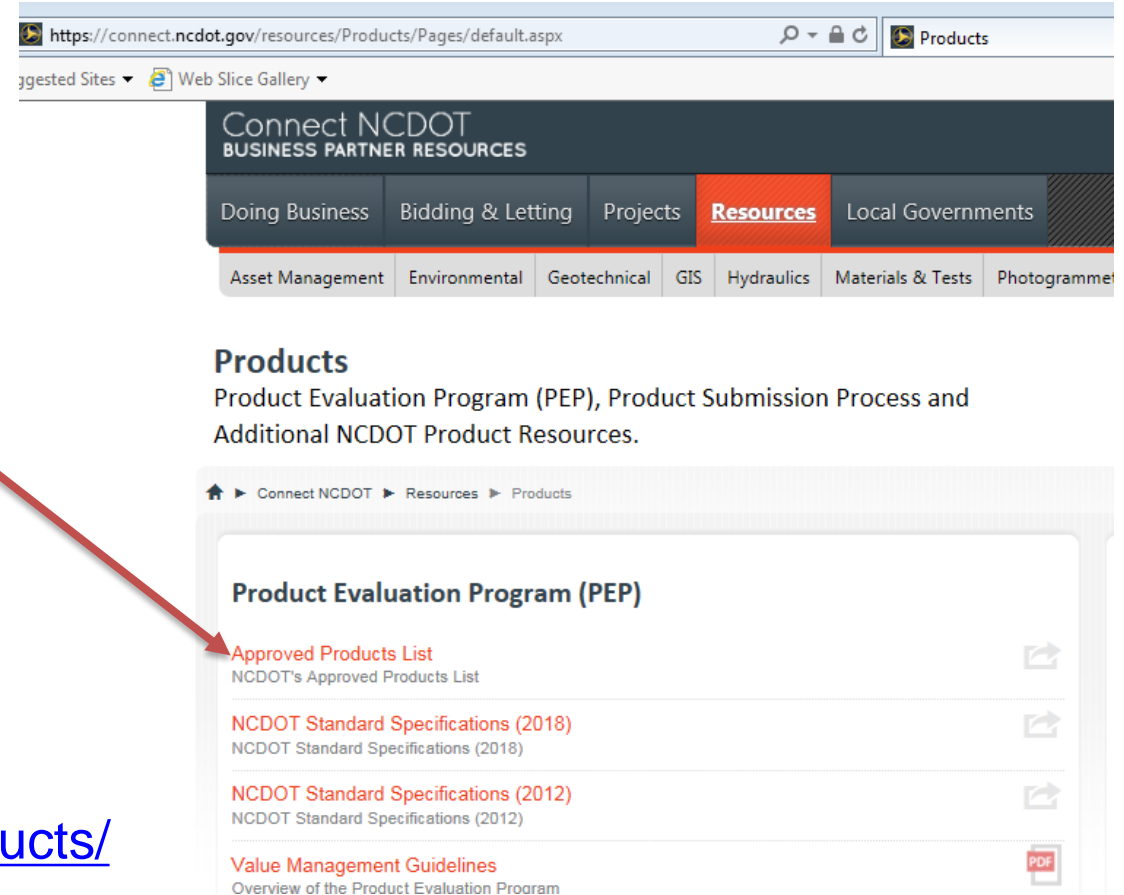 https://connect.ncdot.gov/resources/Products/Pages/default.aspx
Products
Sites
Web Slice Gallery
Connect NCDOT
BUSINESS PARTNER RESOURCES
Doing Business Bidding & Letting Projects Resources Local Governments
Asset Management Environmental Geotechnical GIS Hydraulics Materials & Tests Photogrammet
Products
Product Evaluation Program (PEP), Product Submission Process and
Additional NCDOT Product Resources.
Connect NCDOT ▶ Resources ▶ Products
Product Evaluation Program (PEP)
Approved Products List
NCDOT's Approved Products List
NCDOT Standard Specifications (2018)
NCDOT Standard Specifications (2018)
NCDOT Standard Specifications (2012)
NCDOT Standard Specifications (2012)
ucts/
Value Management Guidelines
PDF
Overview of the Product Evaluation Program